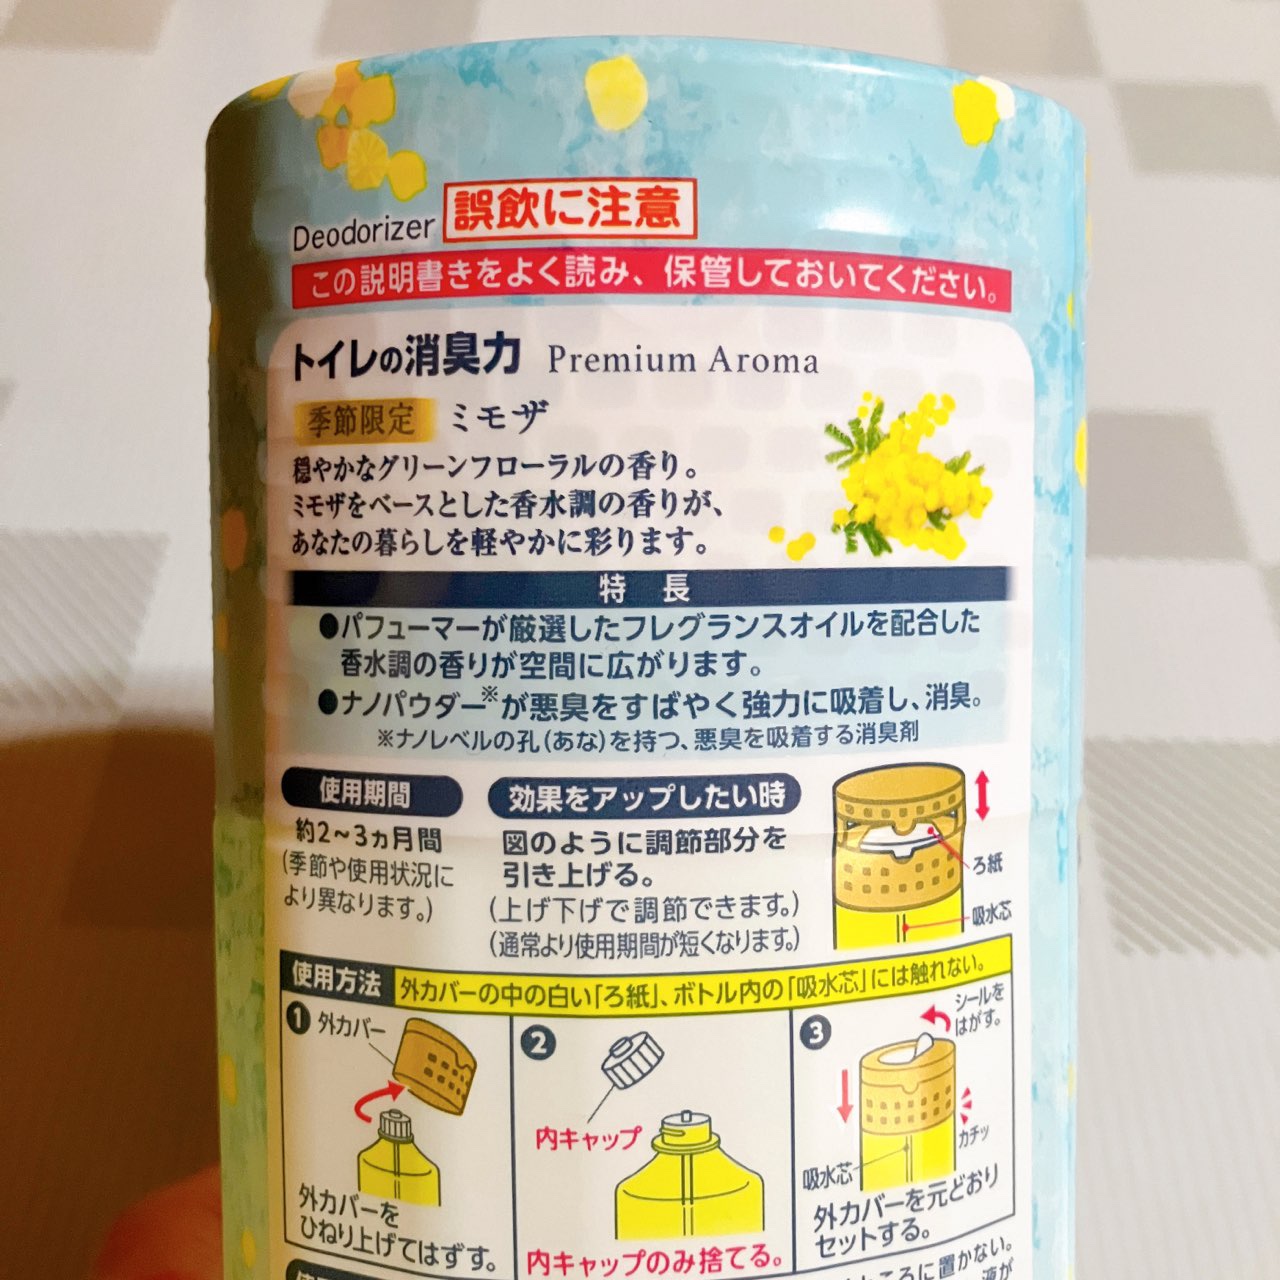 Deodorizer 誤飲に注意
この説明書きをよく読み、保管しておいてください。
トイレの消臭力 Premium Aroma
季節限定 ミモザ
穏やかなグリーンフローラルの香り。
ミモザをベースとした香水調の香りが、
あなたの暮らしを軽やかに彩ります。
特 長
●パフューマーが厳選したフレグランスオイルを配合した
香水調の香りが空間に広がります。
●ナノパウダー※が悪臭をすばやく強力に吸着し、消臭。
※ナノレベルの孔(あな)を持つ、悪臭を吸着する消臭剤
使用期間
約2~3ヵ月間
(季節や使用状況に
より異なります。)
効果をアップしたい時
図のように調節部分を
引き上げる。
(上げ下げで調節できます。)
(通常より使用期間が短くなります。)
ろ紙
吸水芯
使用方法 外カバーの中の白い「ろ紙」、ボトル内の「吸水芯」には触れない。
1 外カバー
外カバーを
ひねり上げてはずす。
2
内キャップ
内キャップのみ捨てる。
3 シールを
はがす。
カチッ
吸水芯
外カバーを元どおり
セットする。
ころに置かない。
液が